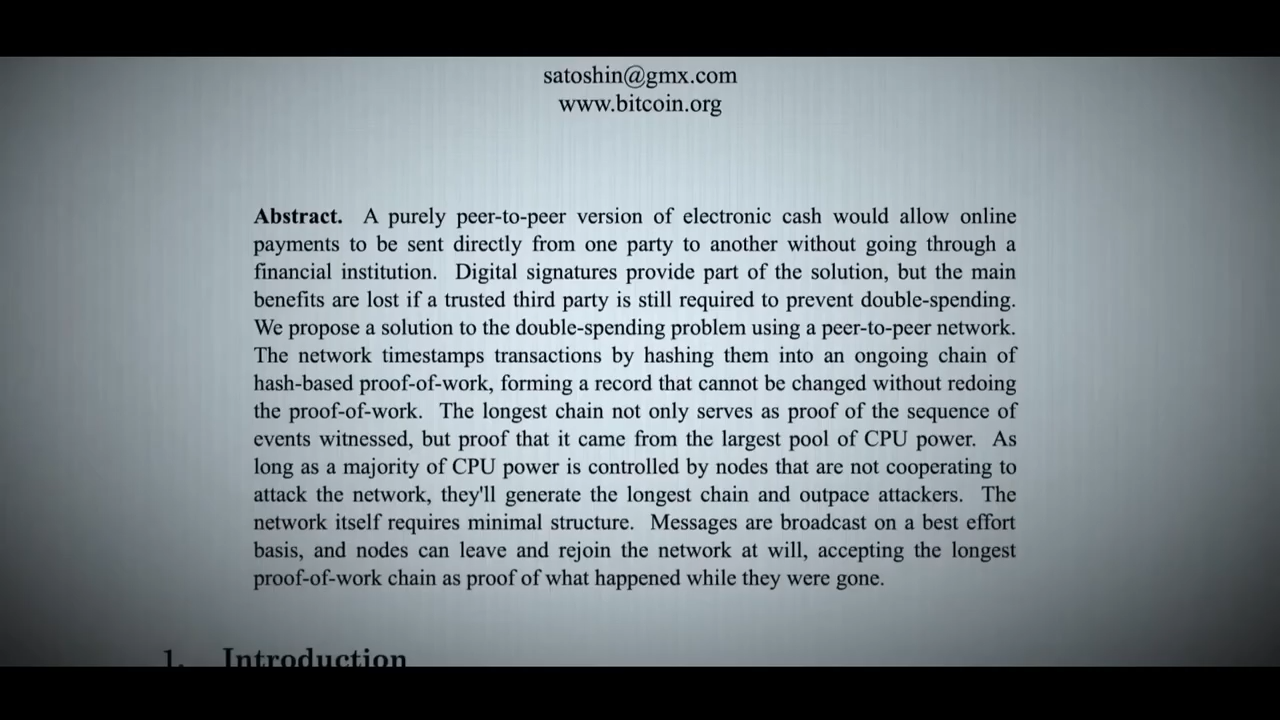 satoshin@gmx.com
www.bitcoin.org
Abstract. A purely peer-to-peer version of electronic cash would allow online
payments to be sent directly from one party to another without going through a
financial institution. Digital signatures provide part of the solution, but the main
benefits are lost if a trusted third party is still required to prevent double-spending.
We propose a solution to the double-spending problem using a peer-to-peer network.
The network timestamps transactions by hashing them into an ongoing chain of
hash-based proof-of-work, forming a record that cannot be changed without redoing
the proof-of-work. The longest chain not only serves as proof of the sequence of
events witnessed, but proof that it came from the largest pool of CPU power. As
long as a majority of CPU power is controlled by nodes that are not cooperating to
attack the network, they'll generate the longest chain and outpace attackers. The
network itself requires minimal structure. Messages are broadcast on a best effort
basis, and nodes can leave and rejoin the network at will, accepting the longest
proof-of-work chain as proof of what happened while they were gone.
1. Introduction